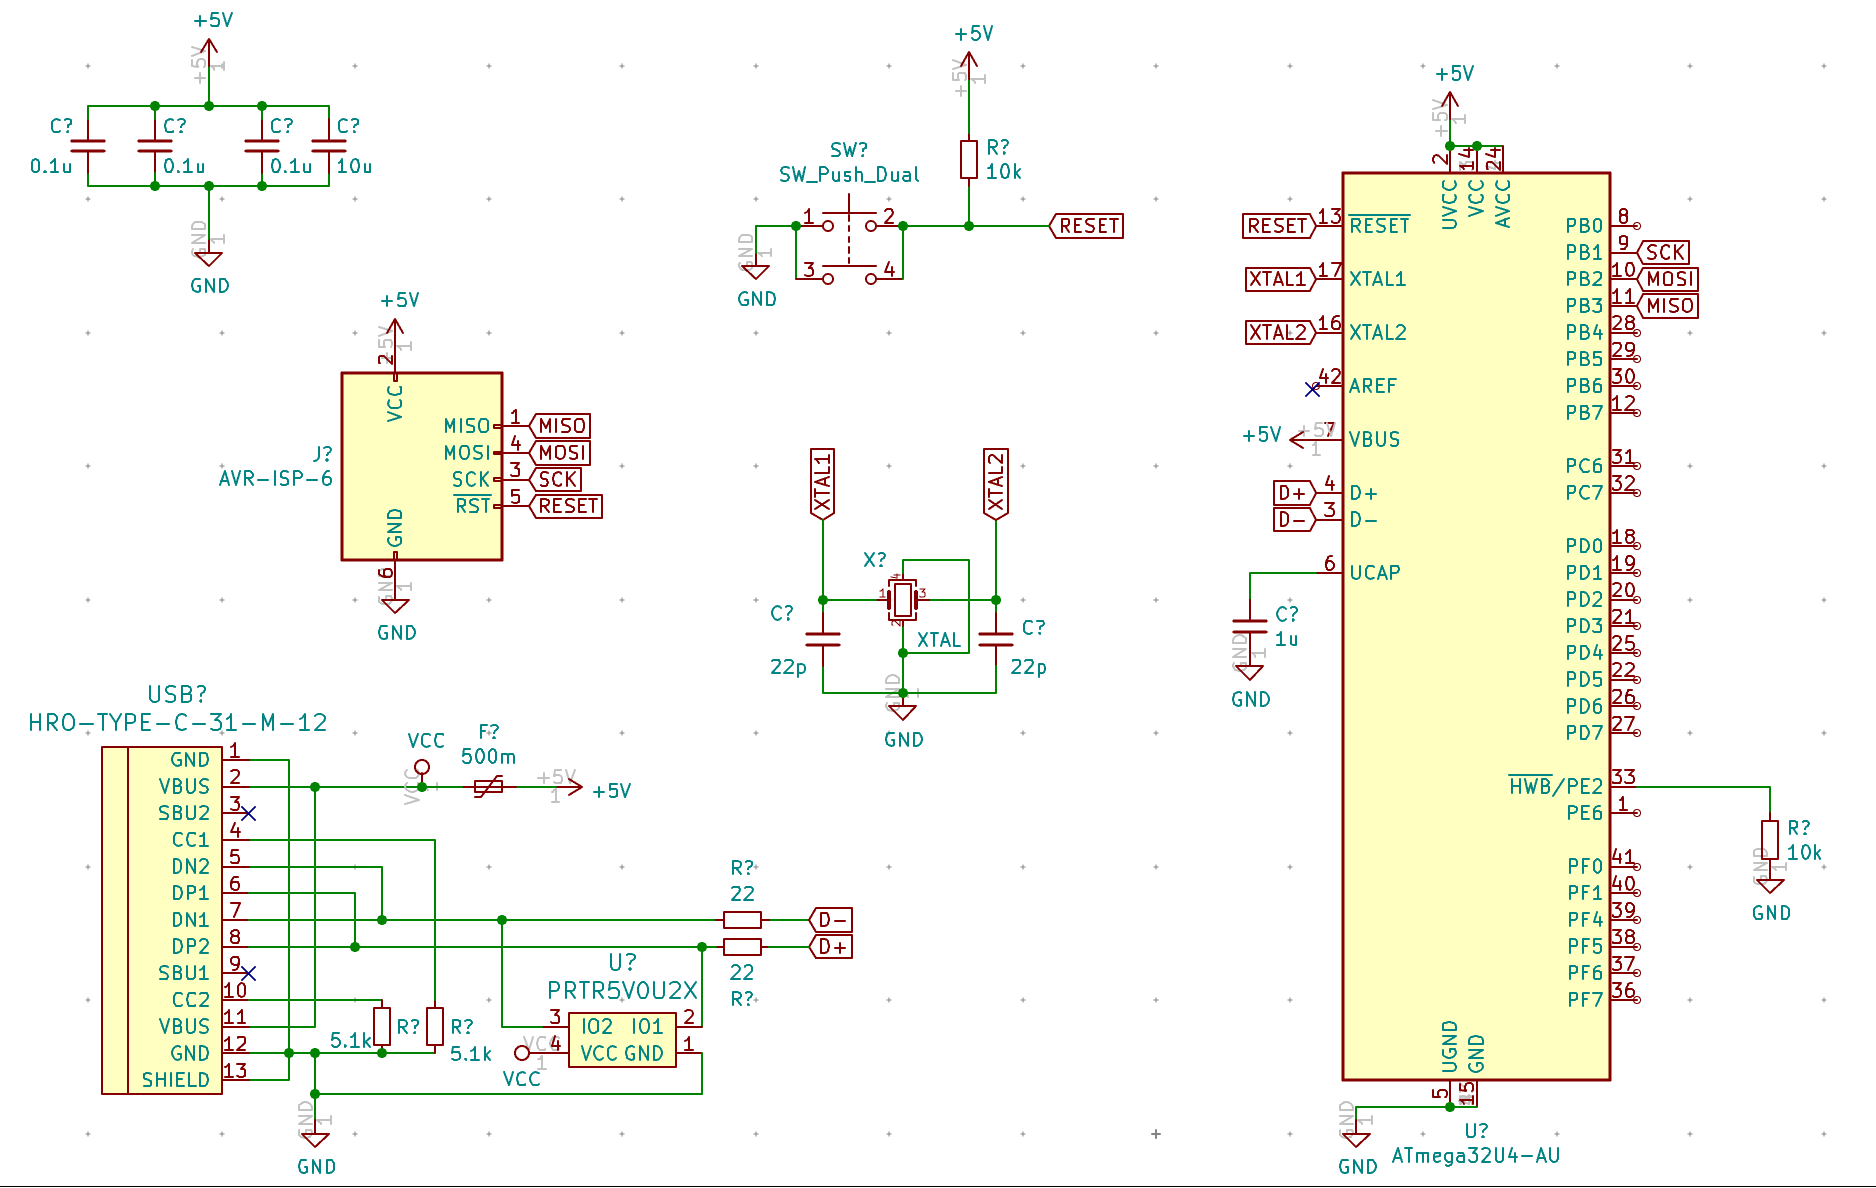 +5V
+5V
1
C?
0.1u
C?
0.1u
C?
0.1u
C?
10u
GND
1
GND
+5V
+5V
1
R?
10k
SW?
SW_Push_Dual
1
2
3
4
RESET
GND
1
GND
+5V
+5V
1
2
VCC
MISO 1 MISO
MOSI 4 MOSI
SCK 3 SCK
RST 5 RESET
J?
AVR-ISP-6
GND
6
GND
1
GND
XTAL1
XTAL2
X?
1
2
3
4
XTAL
C?
22p
C?
22p
GND
1
GND
USB?
HRO-TYPE-C-31-M-12
GND 1
VBUS 2
SBU2 3
CC1 4
DN2 5
DP1 6
DN1 7
DP2 8
SBU1 9
CC2 10
VBUS 11
GND 12
SHIELD 13
VCC
VCC
1
F?
500m
+5V
1
+5V
R?
22
D-
D+
22
R?
5.1k
R?
R?
5.1k
U?
PRTR5V0U2X
3 IO2 IO1 2
4 VCC GND 1
VCC
1
VCC
GND
1
GND
+5V
+5V
1
2 14 24
UVCC
VCC
AVCC
RESET 13 RESET
XTAL1 17 XTAL1
XTAL2 16 XTAL2
42 AREF
+5V
+5V
1
7 VBUS
D+ 4 D+
D- 3 D-
6 UCAP
C?
1u
GND
1
GND
PB0 8
PB1 9 SCK
PB2 10 MOSI
PB3 11 MISO
PB4 28
PB5 29
PB6 30
PB7 12
PC6 31
PC7 32
PD0 18
PD1 19
PD2 20
PD3 21
PD4 25
PD5 22
PD6 26
PD7 27
HWB/PE2 33
PE6 1
R?
10k
GND
1
GND
PF0 41
PF1 40
PF4 39
PF5 38
PF6 37
PF7 36
UGND
GND
5 15
GND
1
GND
U?
ATmega32U4-AU